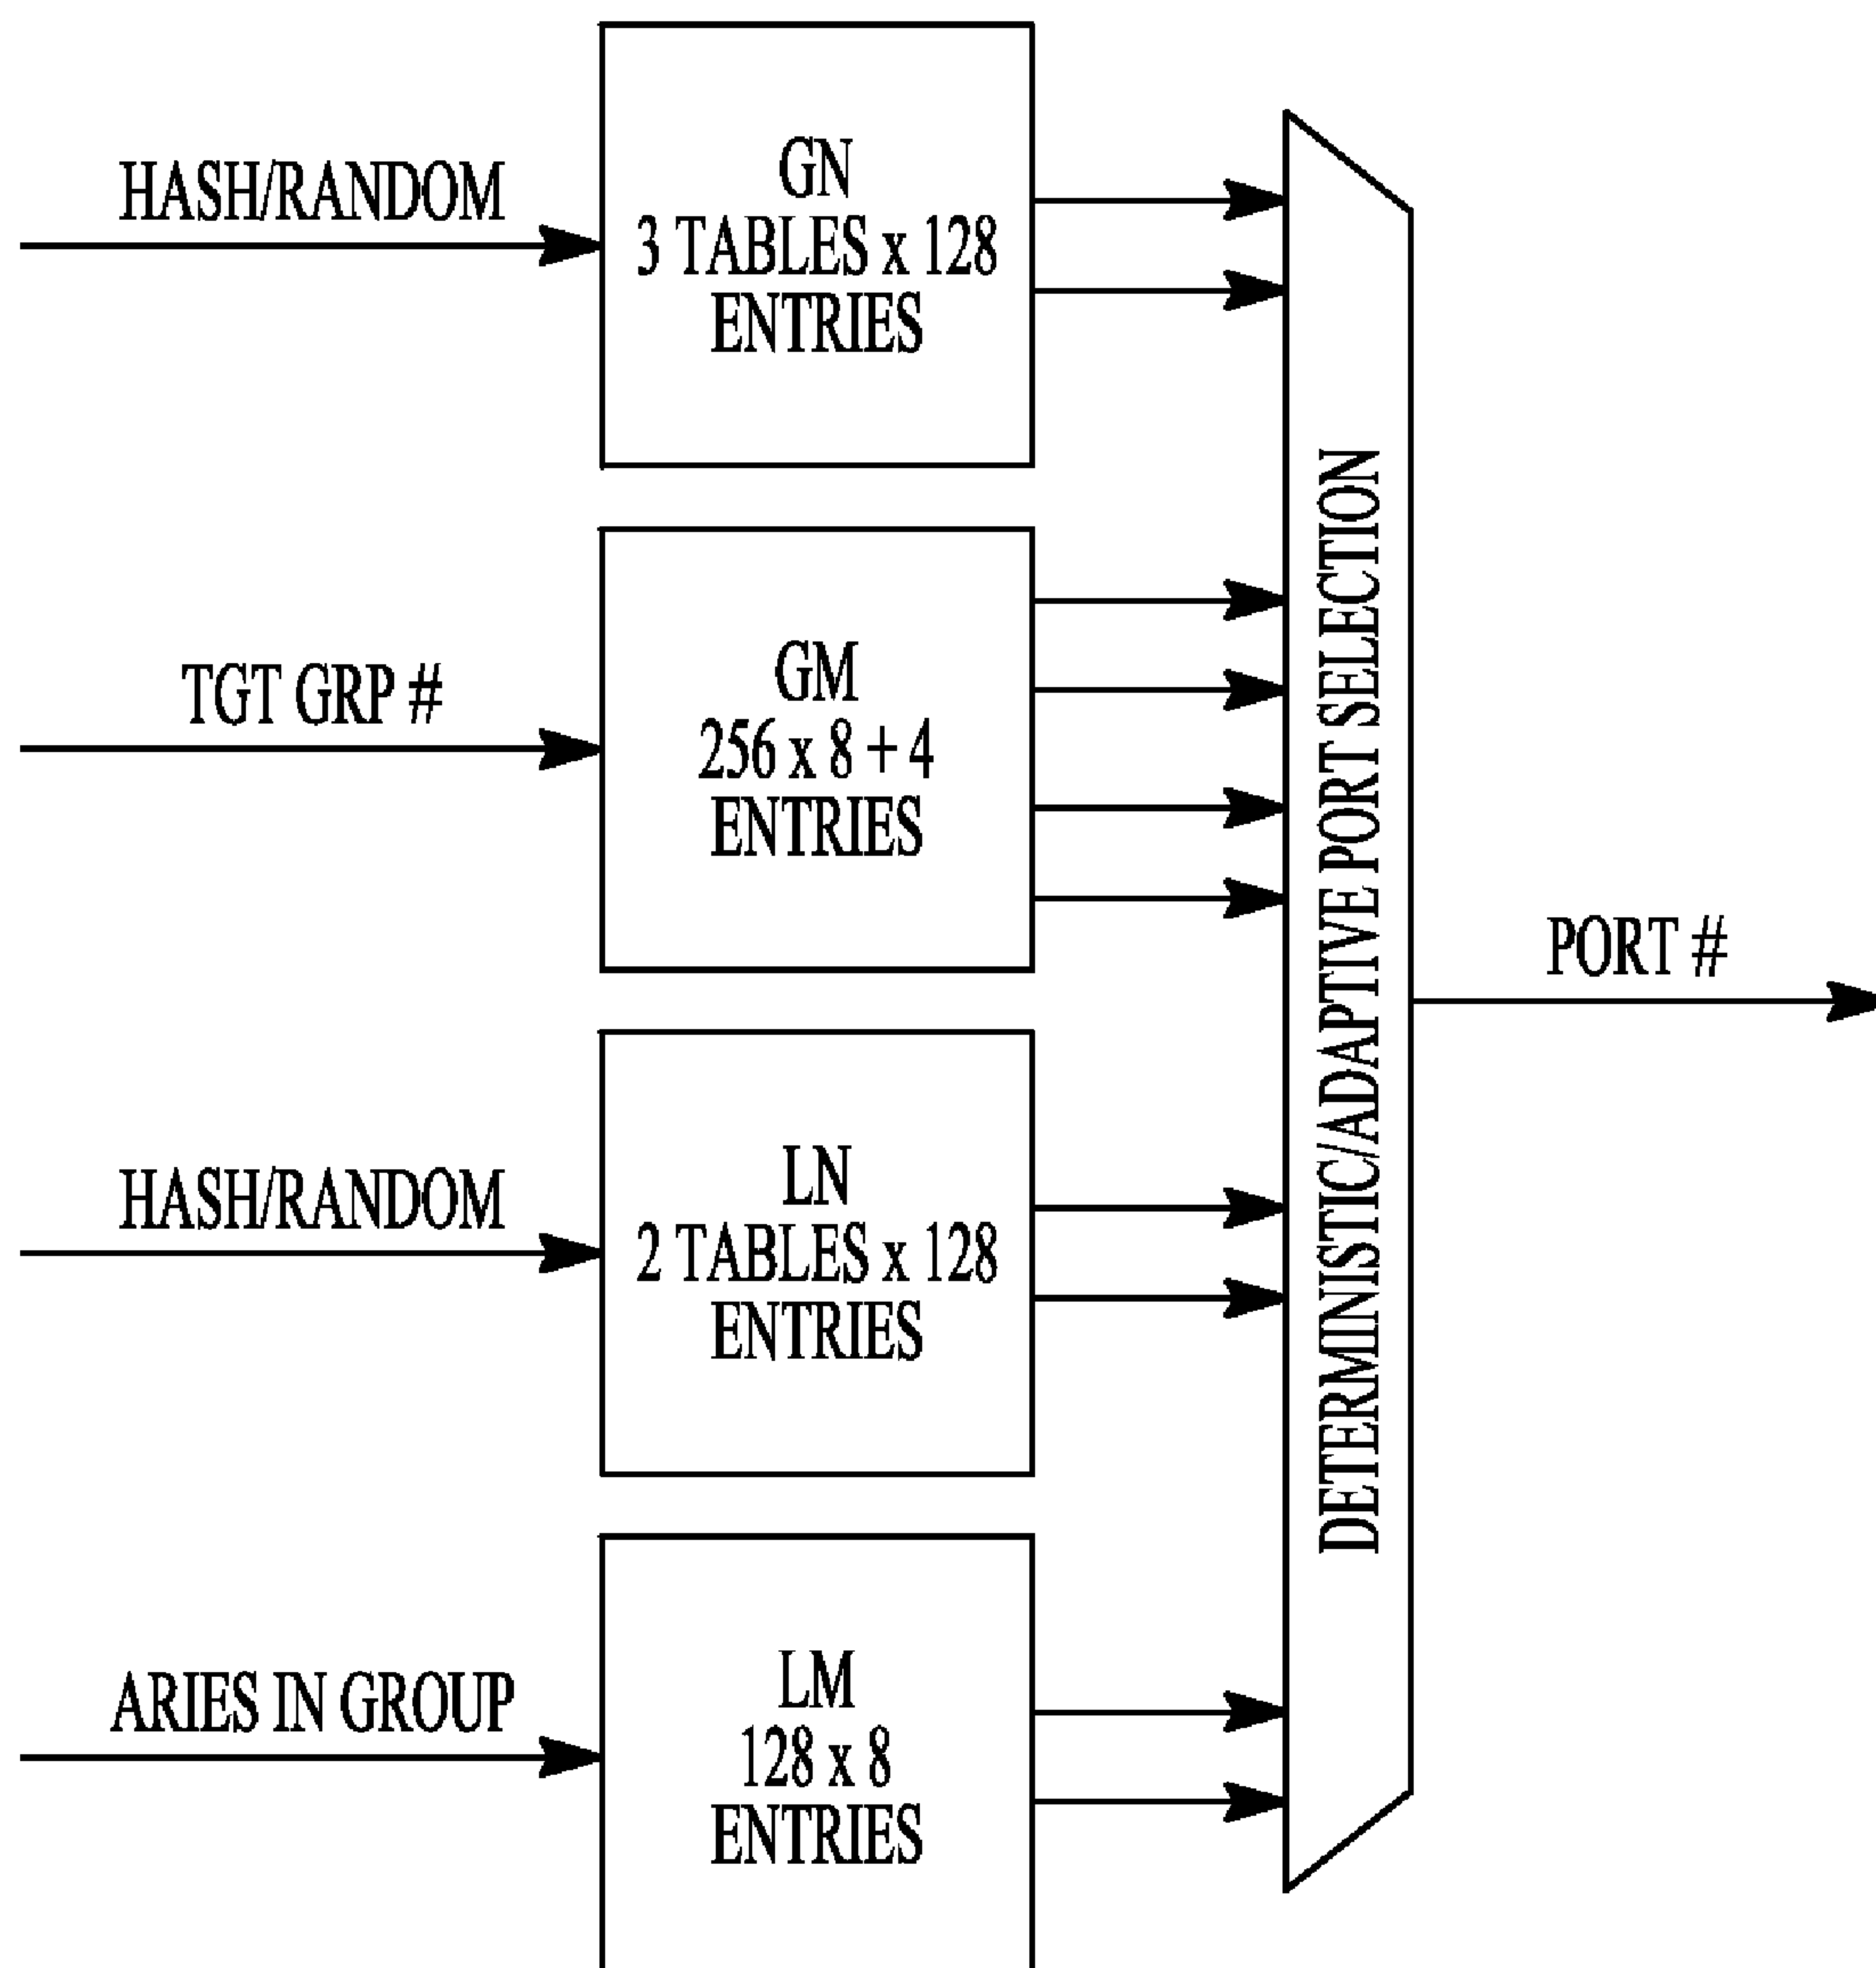 HASH/RANDOM
GN
3 TABLES x 128
ENTRIES
TGT GRP #
GM
256 x 8 + 4
ENTRIES
HASH/RANDOM
LN
2 TABLES x 128
ENTRIES
ARIES IN GROUP
LM
128 x 8
ENTRIES
DETERMINISTIC/ADAPTIVE PORT SELECTION
PORT #